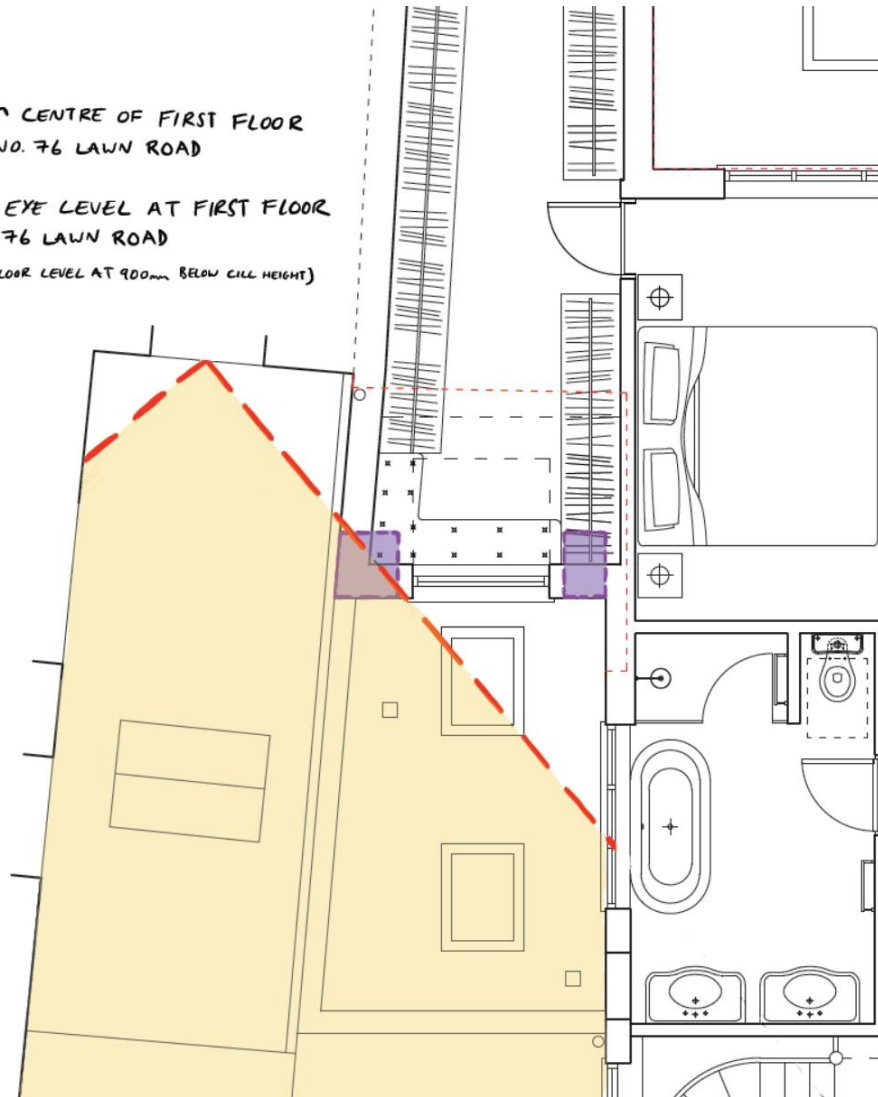 CENTRE OF FIRST FLOOR
NO. 76 LAWN ROAD
EYE LEVEL AT FIRST FLOOR
76 LAWN ROAD
LEVEL AT 900mm BELOW CILL HEIGHT)